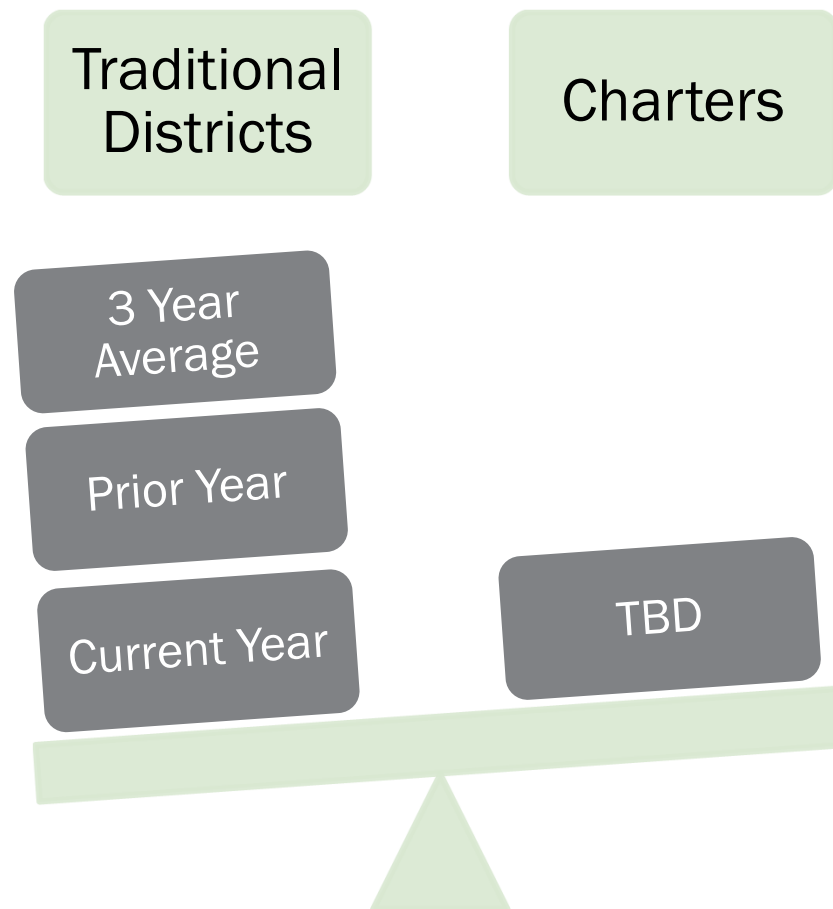 Traditional
Districts
Charters
3 Year
Average
Prior Year
Current Year
TBD